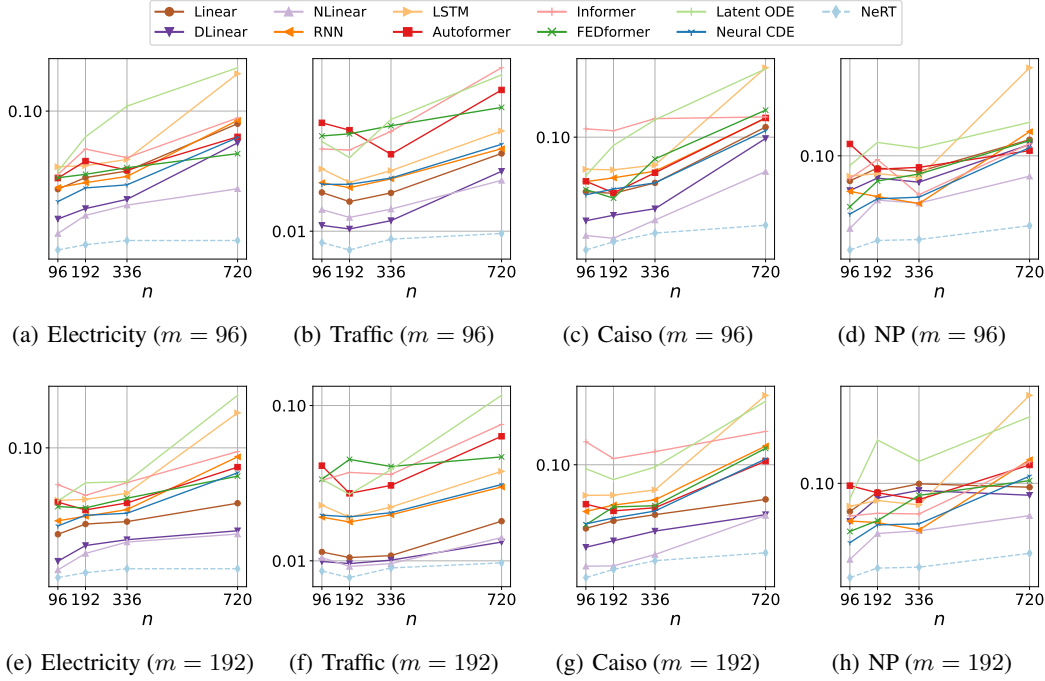 Linear NLinear LSTM Informer Latent ODE NeRT
DLinear RNN Autoformer FEDformer Neural CDE
0.10
96 192 336 720
n
0.01
96 192 336 720
n
0.10
96 192 336 720
n
0.10
96 192 336 720
n
(a) Electricity (m = 96)
(b) Traffic (m = 96)
(c) Caiso (m = 96)
(d) NP (m = 96)
0.10
96 192 336 720
n
0.10
0.01
96 192 336 720
n
0.10
96 192 336 720
n
0.10
96 192 336 720
n
(e) Electricity (m = 192)
(f) Traffic (m = 192)
(g) Caiso (m = 192)
(h) NP (m = 192)